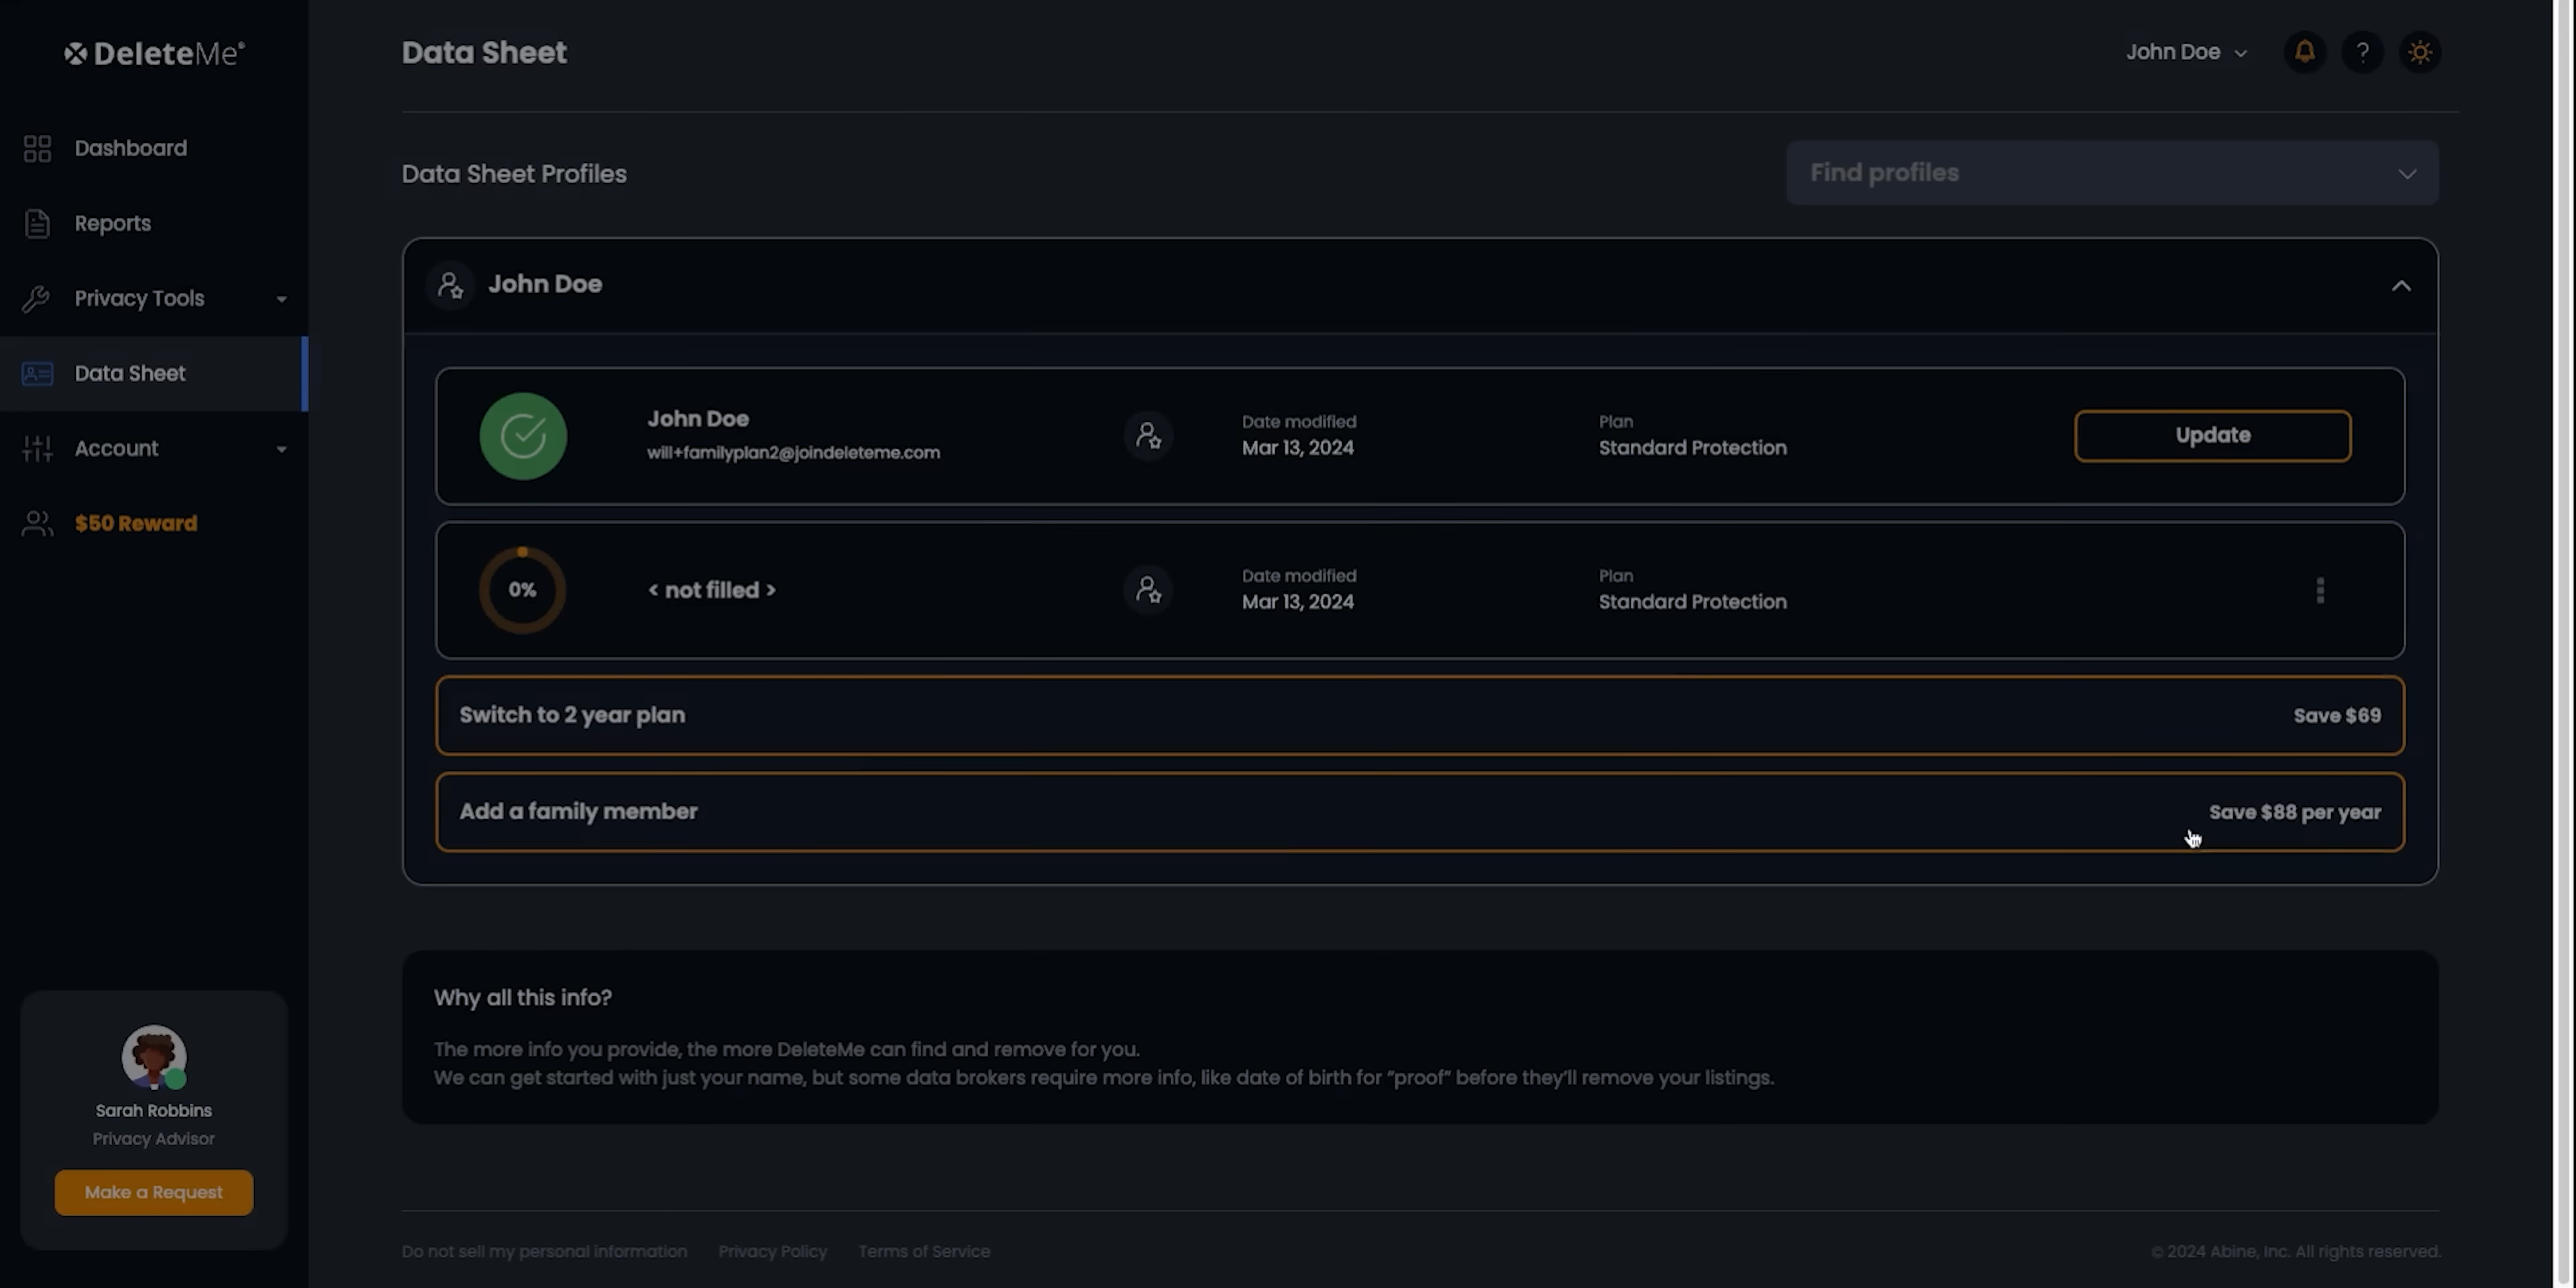 DeleteMe®
Data Sheet
John Doe
?
Dashboard
Reports
Privacy Tools
Data Sheet
Account
$50 Reward
Data Sheet Profiles
Find profiles
John Doe
John Doe
will+familyplan2@joindeleteme.com
Date modified
Mar 13, 2024
Plan
Standard Protection
Update
0%
< not filled >
Date modified
Mar 13, 2024
Plan
Standard Protection
Switch to 2 year plan
Save $69
Add a family member
Save $88 per year
Why all this info?
The more info you provide, the more DeleteMe can find and remove for you.
We can get started with just your name, but some data brokers require more info, like date of birth for “proof” before they’ll remove your listings.
Sarah Robbins
Privacy Advisor
Make a Request
Do not sell my personal information
Privacy Policy
Terms of Service
© 2024 Abine, Inc. All rights reserved.